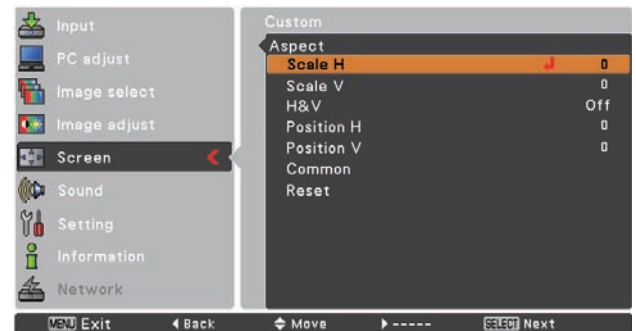 Input
PC adjust
Image select
Image adjust
Screen
Sound
Setting
Information
Network
Custom
Aspect
Scale H 0
Scale V 0
H&V Off
Position H 0
Position V 0
Common
Reset
MENU Exit Back Move ----- SELECT Next